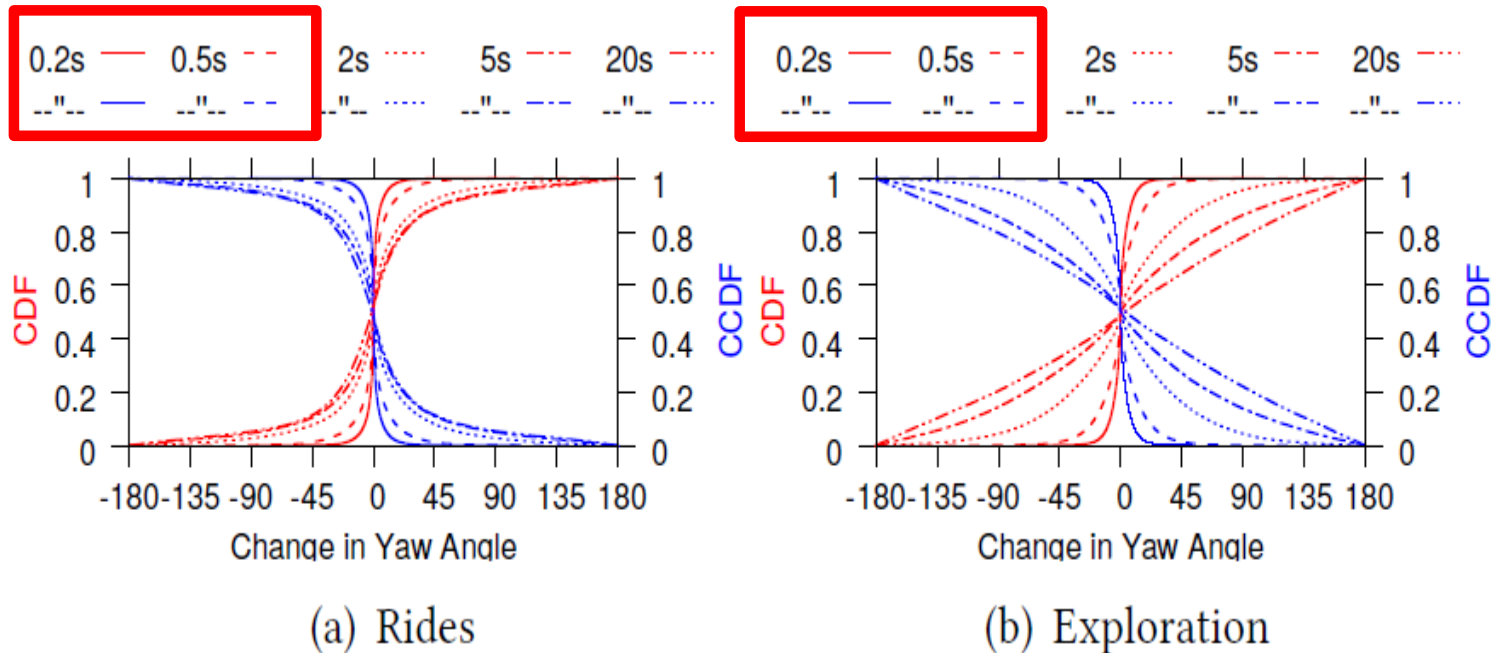 0.2s 0.5s 2s 5s 20s
--"-- --"-- --"-- --"-- --"--
1 1
0.8 0.8
0.6 0.6
0.4 0.4
0.2 0.2
0 0
CDF
CCDF
-180 -135 -90 -45 0 45 90 135 180
Change in Yaw Angle
(a) Rides
0.2s 0.5s 2s 5s 20s
--"-- --"-- --"-- --"-- --"--
1 1
0.8 0.8
0.6 0.6
0.4 0.4
0.2 0.2
0 0
CDF
CCDF
-180 -135 -90 -45 0 45 90 135 180
Change in Yaw Angle
(b) Exploration